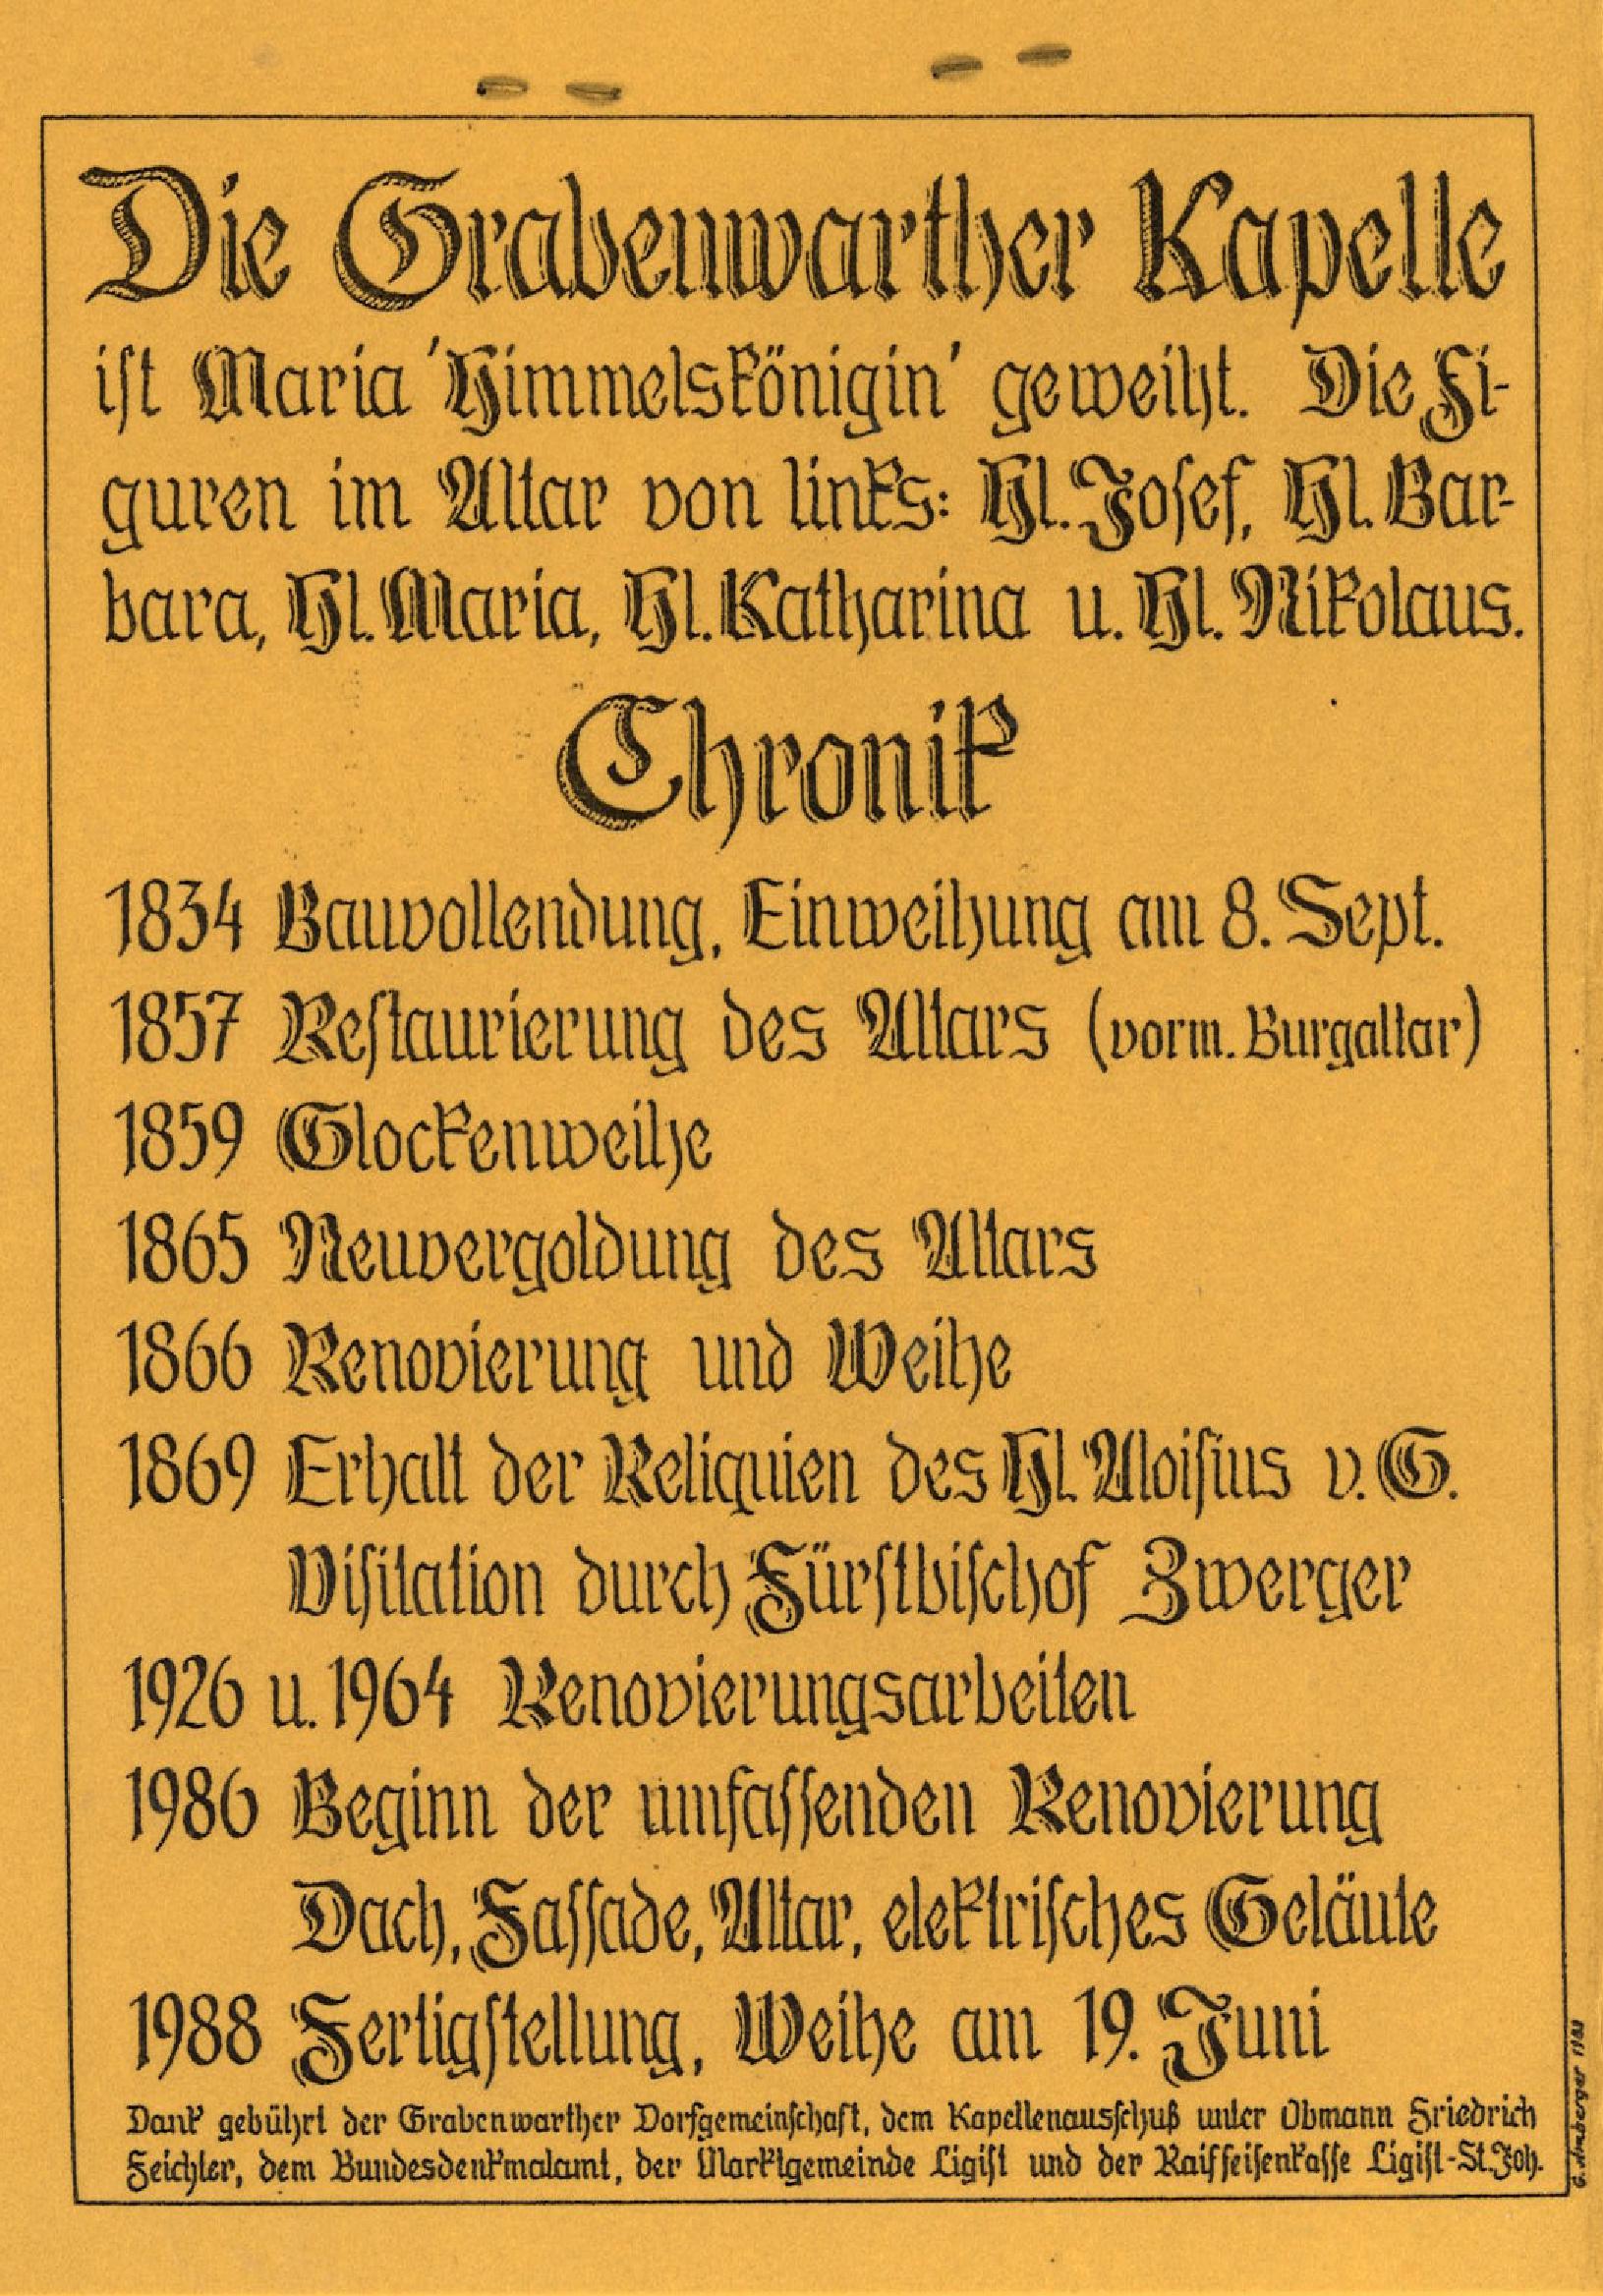 Die Grabenwarther Kapelle
ist Maria 'Himmelskönigin' geweiht. Die Fi-
guren im Altar von links: Hl. Josef, Hl. Bar-
bara, Hl. Maria, Hl. Katharina u. Hl. Nikolaus.
Chronik
1834 Bauvollendung, Einweihung am 8. Sept.
1857 Restaurierung des Altars (vorm. Burgaltar)
1859 Glockenweihe
1865 Neuvergoldung des Altars
1866 Renovierung und Weihe
1869 Erhalt der Reliquien des Hl. Aloisius v. G.
Visitation durch Fürstbischof Zwerger
1926 u. 1964 Renovierungsarbeiten
1986 Beginn der umfassenden Renovierung
Dach, Fassade, Altar, elektrisches Geläute
1988 Fertigstellung, Weihe am 19. Juni
Dank gebührt der Grabenwarther Dorfgemeinschaft, dem Kapellenausschuß unter Obmann Friedrich
Feichter, dem Bundesdenkmalamt, der Marktgemeinde Ligist und der Raiffeisenkasse Ligist-St. Joh.